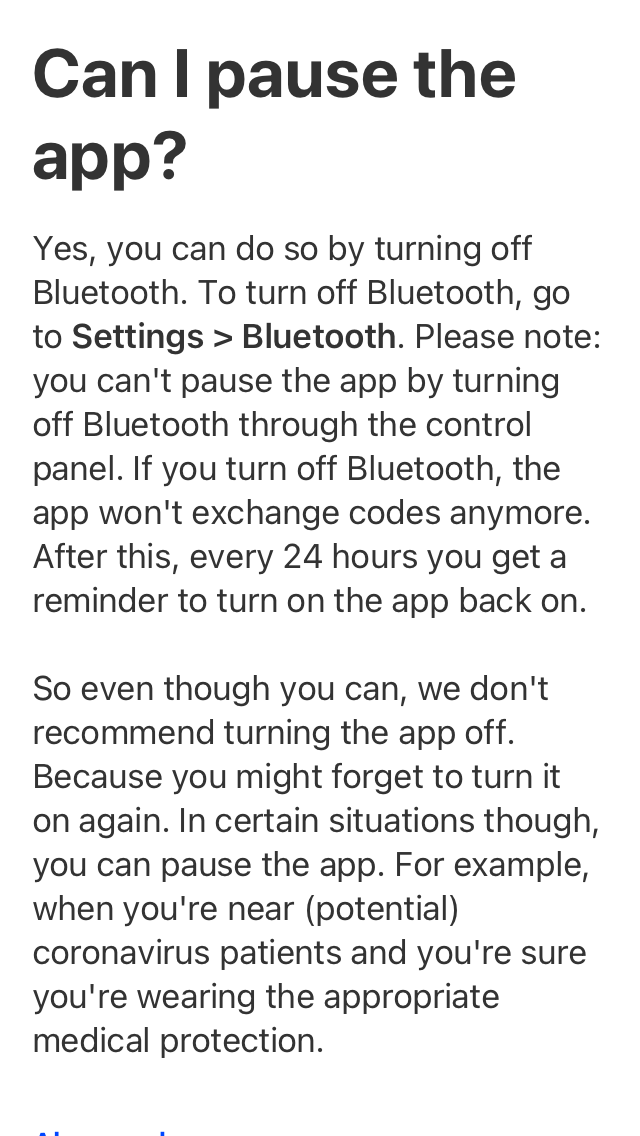 Can I pause the
app?
Yes, you can do so by turning off
Bluetooth. To turn off Bluetooth, go
to Settings > Bluetooth. Please note:
you can't pause the app by turning
off Bluetooth through the control
panel. If you turn off Bluetooth, the
app won't exchange codes anymore.
After this, every 24 hours you get a
reminder to turn on the app back on.
So even though you can, we don't
recommend turning the app off.
Because you might forget to turn it
on again. In certain situations though,
you can pause the app. For example,
when you're near (potential)
coronavirus patients and you're sure
you're wearing the appropriate
medical protection.